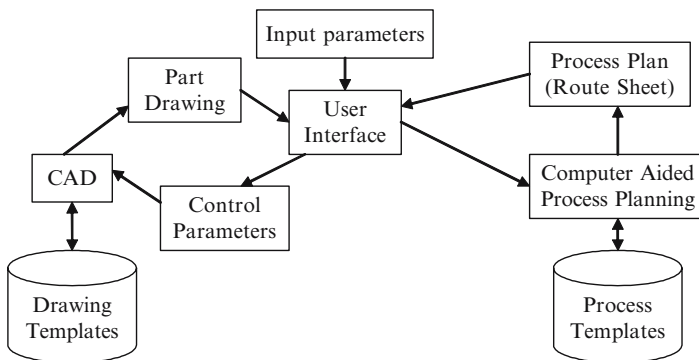 Input parameters
Part
Drawing
Process Plan
(Route Sheet)
User
Interface
CAD
Control
Parameters
Computer Aided
Process Planning
Drawing
Templates
Process
Templates